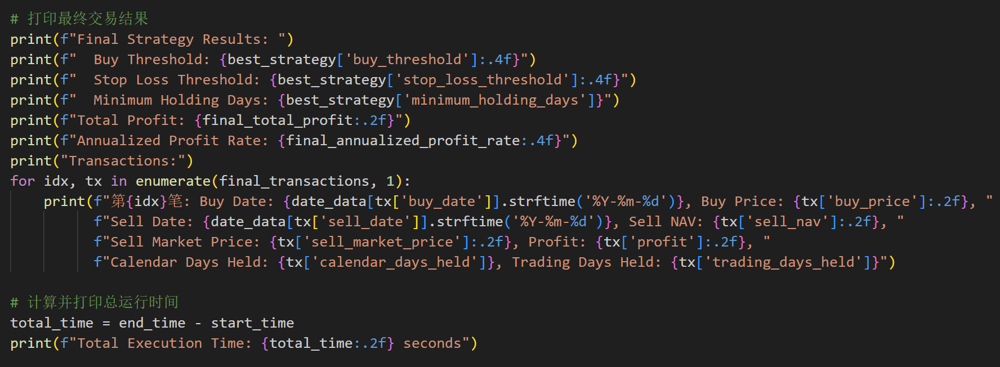 # 打印最终交易结果
print(f"Final Strategy Results: ")
print(f"  Buy Threshold: {best_strategy['buy_threshold']:.4f}")
print(f"  Stop Loss Threshold: {best_strategy['stop_loss_threshold']:.4f}")
print(f"  Minimum Holding Days: {best_strategy['minimum_holding_days']}")
print(f"Total Profit: {final_total_profit:.2f}")
print(f"Annualized Profit Rate: {final_annualized_profit_rate:.4f}")
print("Transactions:")
for idx, tx in enumerate(final_transactions, 1):
    print(f"第{idx}笔: Buy Date: {date_data[tx['buy_date']].strftime('%Y-%m-%d')}, Buy Price: {tx['buy_price']:.2f}, "
          f"Sell Date: {date_data[tx['sell_date']].strftime('%Y-%m-%d')}, Sell NAV: {tx['sell_nav']:.2f}, "
          f"Sell Market Price: {tx['sell_market_price']:.2f}, Profit: {tx['profit']:.2f}, "
          f"Calendar Days Held: {tx['calendar_days_held']}, Trading Days Held: {tx['trading_days_held']}")

# 计算并打印总运行时间
total_time = end_time - start_time
print(f"Total Execution Time: {total_time:.2f} seconds")